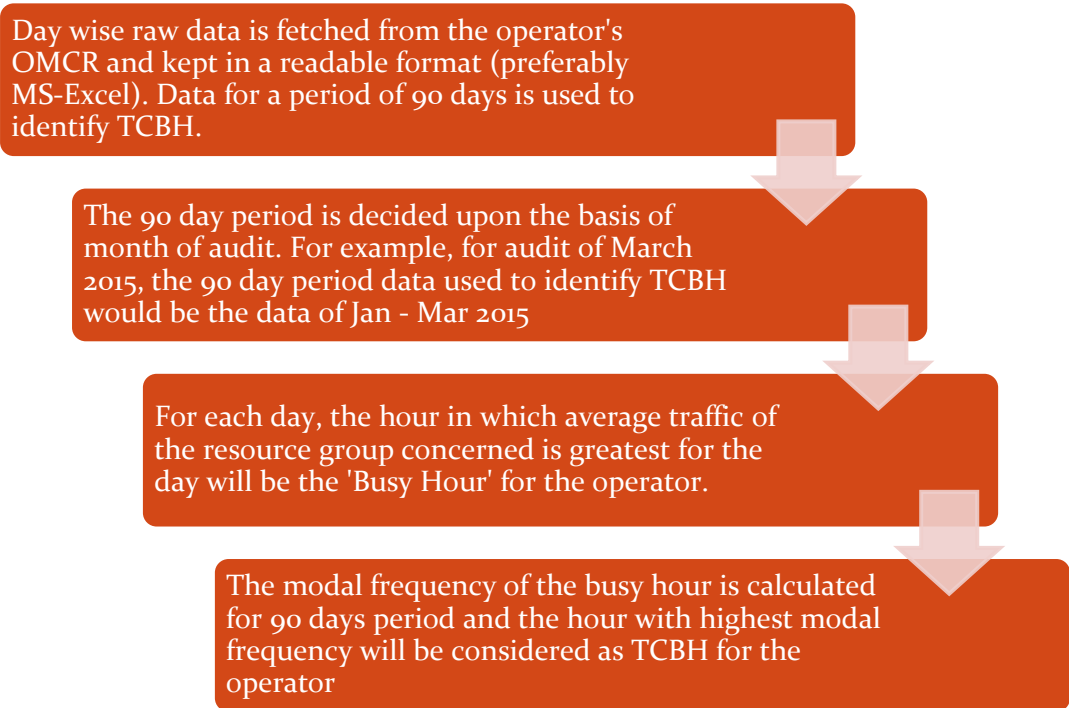 Day wise raw data is fetched from the operator's
OMCR and kept in a readable format (preferably
MS-Excel). Data for a period of 90 days is used to
identify TCBH.
The 90 day period is decided upon the basis of
month of audit. For example, for audit of March
2015, the 90 day period data used to identify TCBH
would be the data of Jan - Mar 2015
For each day, the hour in which average traffic of
the resource group concerned is greatest for the
day will be the 'Busy Hour' for the operator.
The modal frequency of the busy hour is calculated
for 90 days period and the hour with highest modal
frequency will be considered as TCBH for the
operator